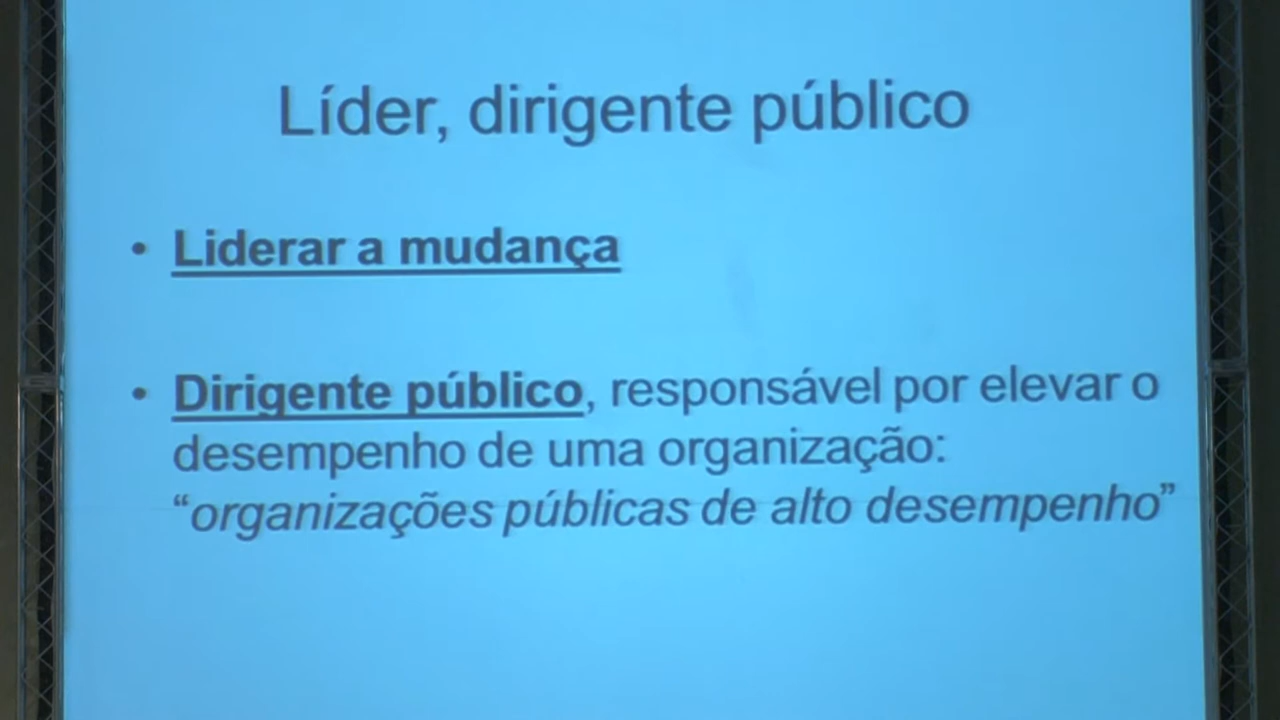 Líder, dirigente público
• Liderar a mudança
• Dirigente público, responsável por elevar o
desempenho de uma organização:
“organizações públicas de alto desempenho”